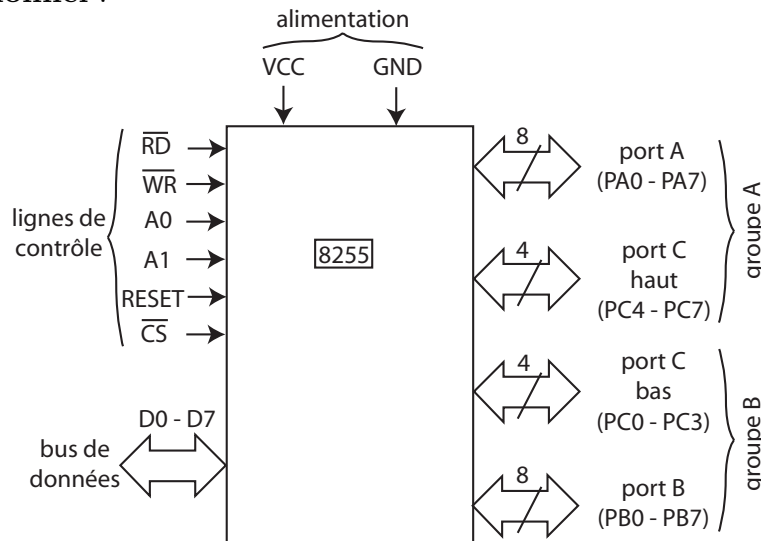 alimentation
VCC
GND
RD
WR
A0
A1
RESET
CS
lignes de
contrôle
8255
D0 - D7
bus de
données
8
port A
(PA0 - PA7)
4
port C
haut
(PC4 - PC7)
groupe A
4
port C
bas
(PC0 - PC3)
8
port B
(PB0 - PB7)
groupe B